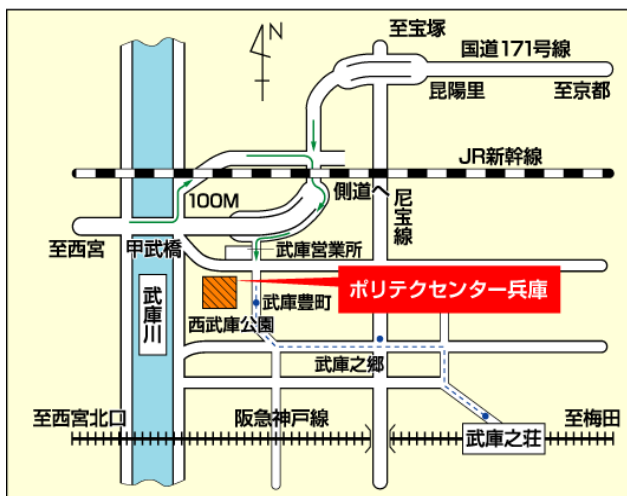 N
至宝塚
国道171号線
昆陽里
至京都
JR新幹線
100M
側道へ
尼宝線
至西宮
甲武橋
武庫営業所
ポリテクセンター兵庫
武庫川
武庫豊町
西武庫公園
武庫之郷
至西宮北口
阪急神戸線
至梅田
武庫之荘